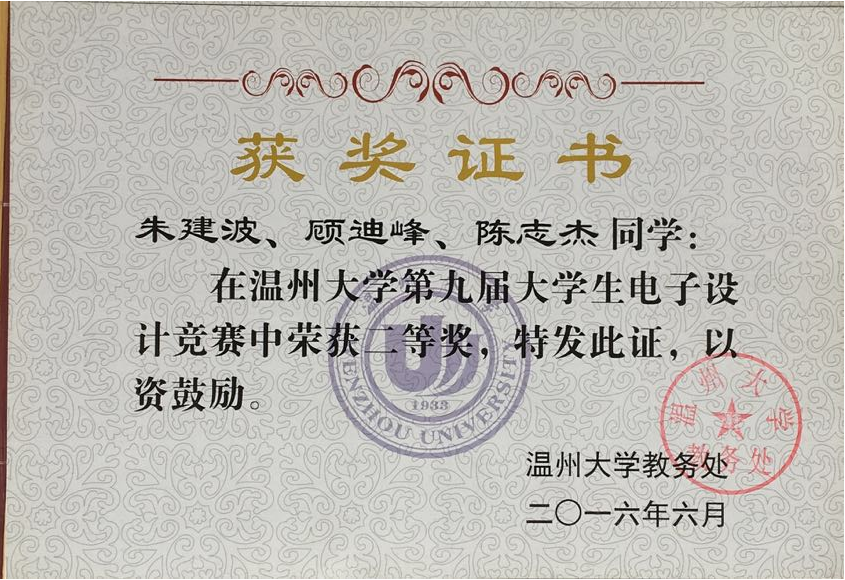 获奖证书
朱建波、顾迪峰、陈志杰同学：
在温州大学第九届大学生电子设
计竞赛中荣获二等奖，特发此证，以
资鼓励。
1933
WENZHOU UNIVERSITY
温州大学
教务处
温州大学教务处
二〇一六年六月